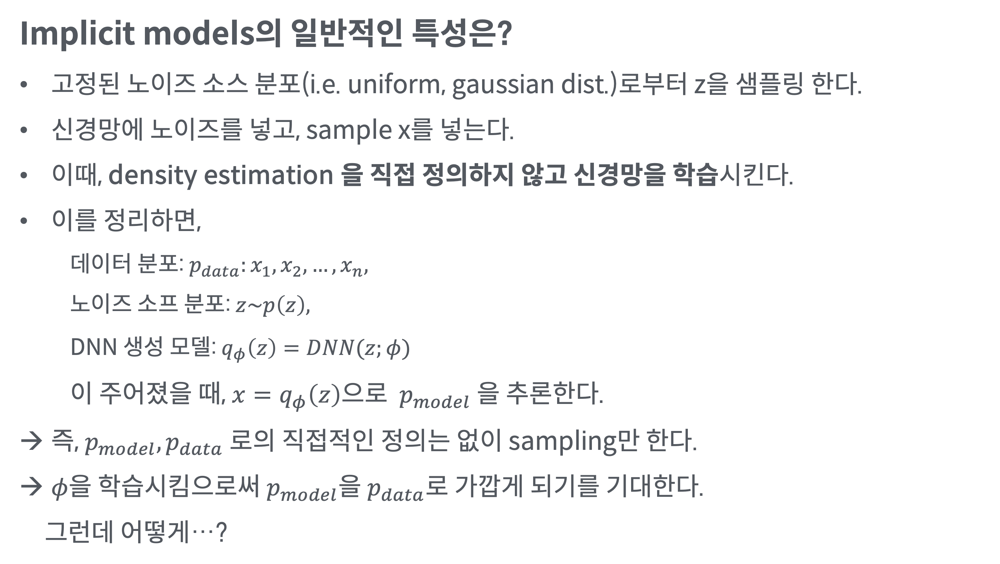 Implicit models의 일반적인 특성은?
• 고정된 노이즈 소스 분포(i.e. uniform, gaussian dist.)로부터 z을 샘플링 한다.
• 신경망에 노이즈를 넣고, sample x를 넣는다.
• 이때, density estimation 을 직접 정의하지 않고 신경망을 학습시킨다.
• 이를 정리하면,
데이터 분포: $p_{data}: x_1, x_2, \dots, x_n$,
노이즈 소프 분포: $z \sim p(z)$,
DNN 생성 모델: $q_\phi(z) = DNN(z; \phi)$
이 주어졌을 때, $x = q_\phi(z)$으로 $p_{model}$ 을 추론한다.
→ 즉, $p_{model}, p_{data}$ 로의 직접적인 정의는 없이 sampling만 한다.
→ $\phi$을 학습시킴으로써 $p_{model}$을 $p_{data}$로 가깝게 되기를 기대한다.
그런데 어떻게…?